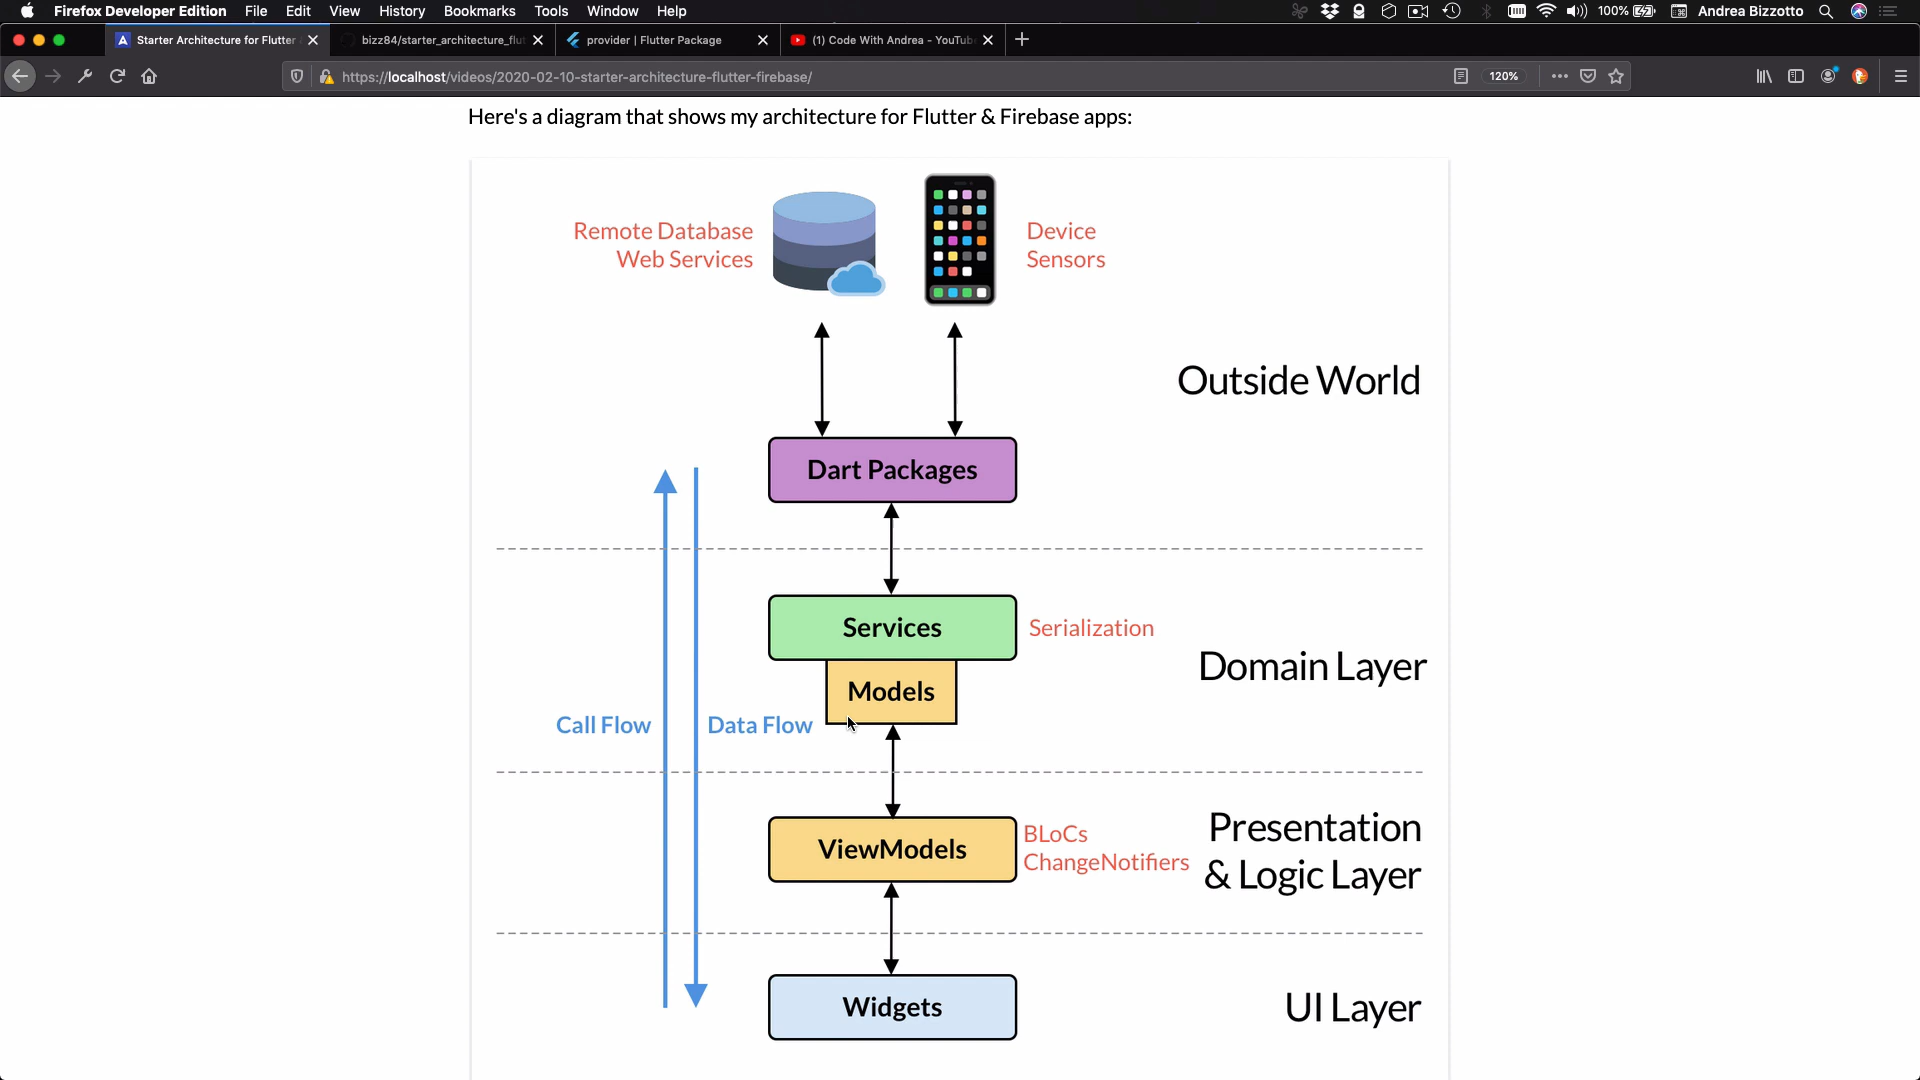 Firefox Developer Edition File Edit View History Bookmarks Tools Window Help 100% Andrea Bizzotto
Starter Architecture for Flutter
bizz84/starter_architecture_flut
provider | Flutter Package
(1) Code With Andrea - YouTub
https://localhost/videos/2020-02-10-starter-architecture-flutter-firebase/ 120%
Here's a diagram that shows my architecture for Flutter & Firebase apps:
Remote Database
Web Services
Device
Sensors
Outside World
Dart Packages
Services
Serialization
Domain Layer
Models
Call Flow
Data Flow
ViewModels
BLoCs
ChangeNotifiers
Presentation
& Logic Layer
Widgets
UI Layer